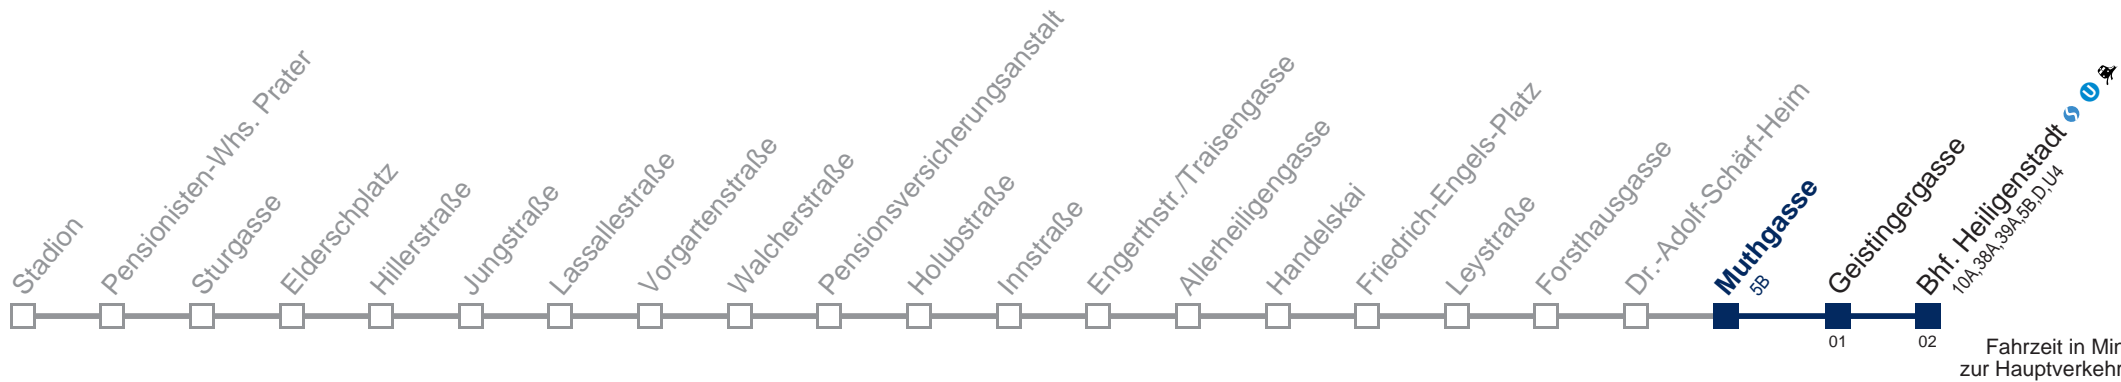 Stadion
Pensionisten-Whs. Prater
Sturgasse
Elderschplatz
Hillerstraße
Jungstraße
Lassallestraße
Vorgartenstraße
Walcherstraße
Pensionsversicherungsanstalt
Holubstraße
Innstraße
Engerthstr./Traisengasse
Allerheiligengasse
Handelskai
Friedrich-Engels-Platz
Leystraße
Forsthausgasse
Dr.-Adolf-Schärf-Heim
Muthgasse
5B
Geistingergasse
Bhf. Heiligenstadt S U
10A,38A,39A,5B,D,U4
01
02
Fahrzeit in Min
zur Hauptverkehr